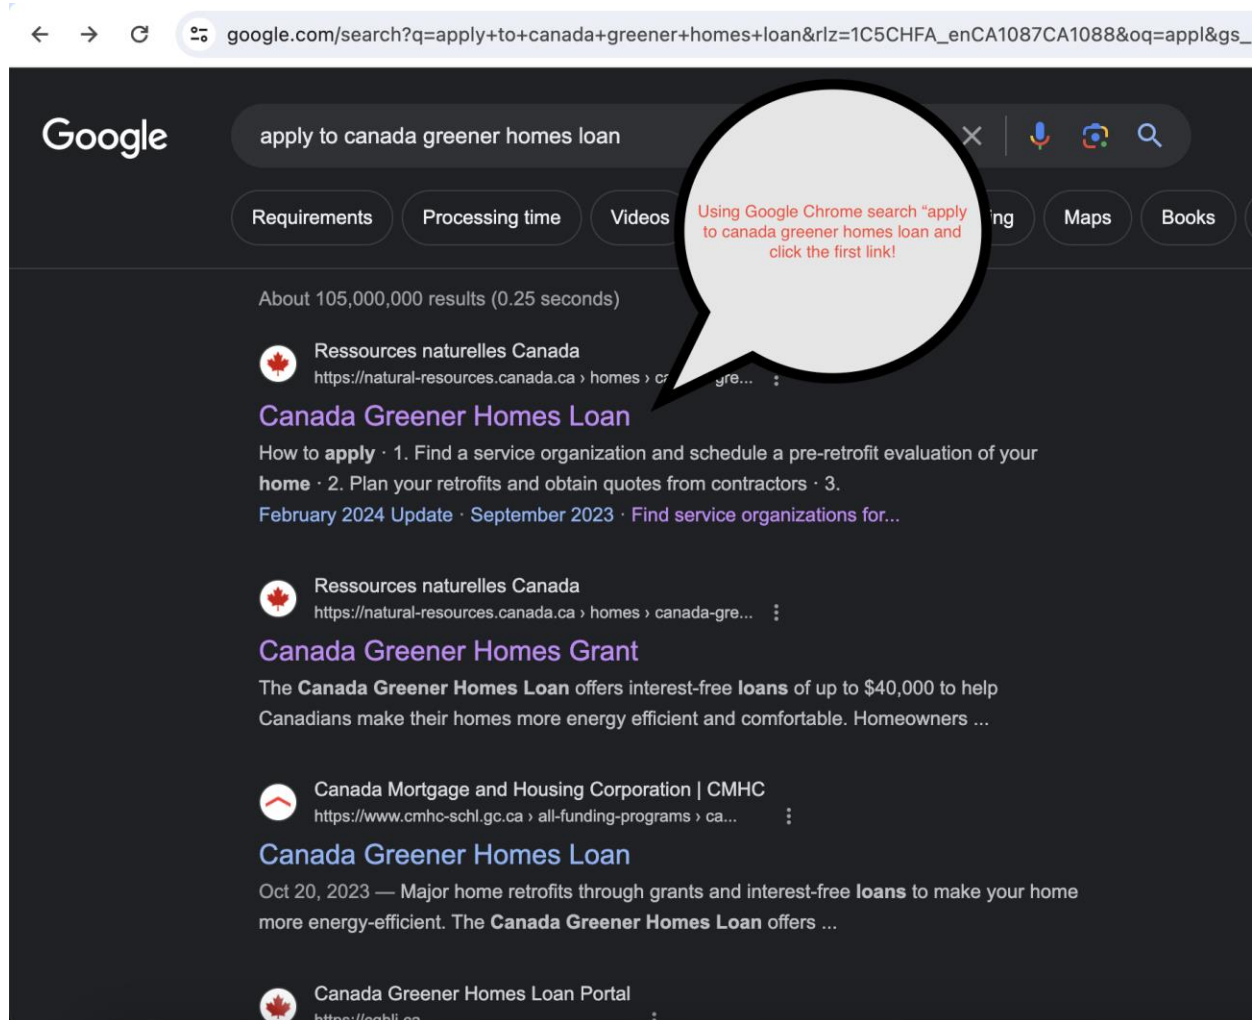 google.com/search?q=apply+to+canada+greener+homes+loan&rlz=1C5CHFA_enCA1087CA1088&oq=appl&gs_
Google
apply to canada greener homes loan
Requirements Processing time Videos ng Maps Books
Using Google Chrome search “apply
to canada greener homes loan and
click the first link!
About 105,000,000 results (0.25 seconds)
Ressources naturelles Canada
https://natural-resources.canada.ca › homes › ca gre...
Canada Greener Homes Loan
How to apply · 1. Find a service organization and schedule a pre-retrofit evaluation of your
home · 2. Plan your retrofits and obtain quotes from contractors · 3.
February 2024 Update · September 2023 · Find service organizations for...
Ressources naturelles Canada
https://natural-resources.canada.ca › homes › canada-gre...
Canada Greener Homes Grant
The Canada Greener Homes Loan offers interest-free loans of up to $40,000 to help
Canadians make their homes more energy efficient and comfortable. Homeowners ...
Canada Mortgage and Housing Corporation | CMHC
https://www.cmhc-schl.gc.ca › all-funding-programs › ca...
Canada Greener Homes Loan
Oct 20, 2023 — Major home retrofits through grants and interest-free loans to make your home
more energy-efficient. The Canada Greener Homes Loan offers ...
Canada Greener Homes Loan Portal